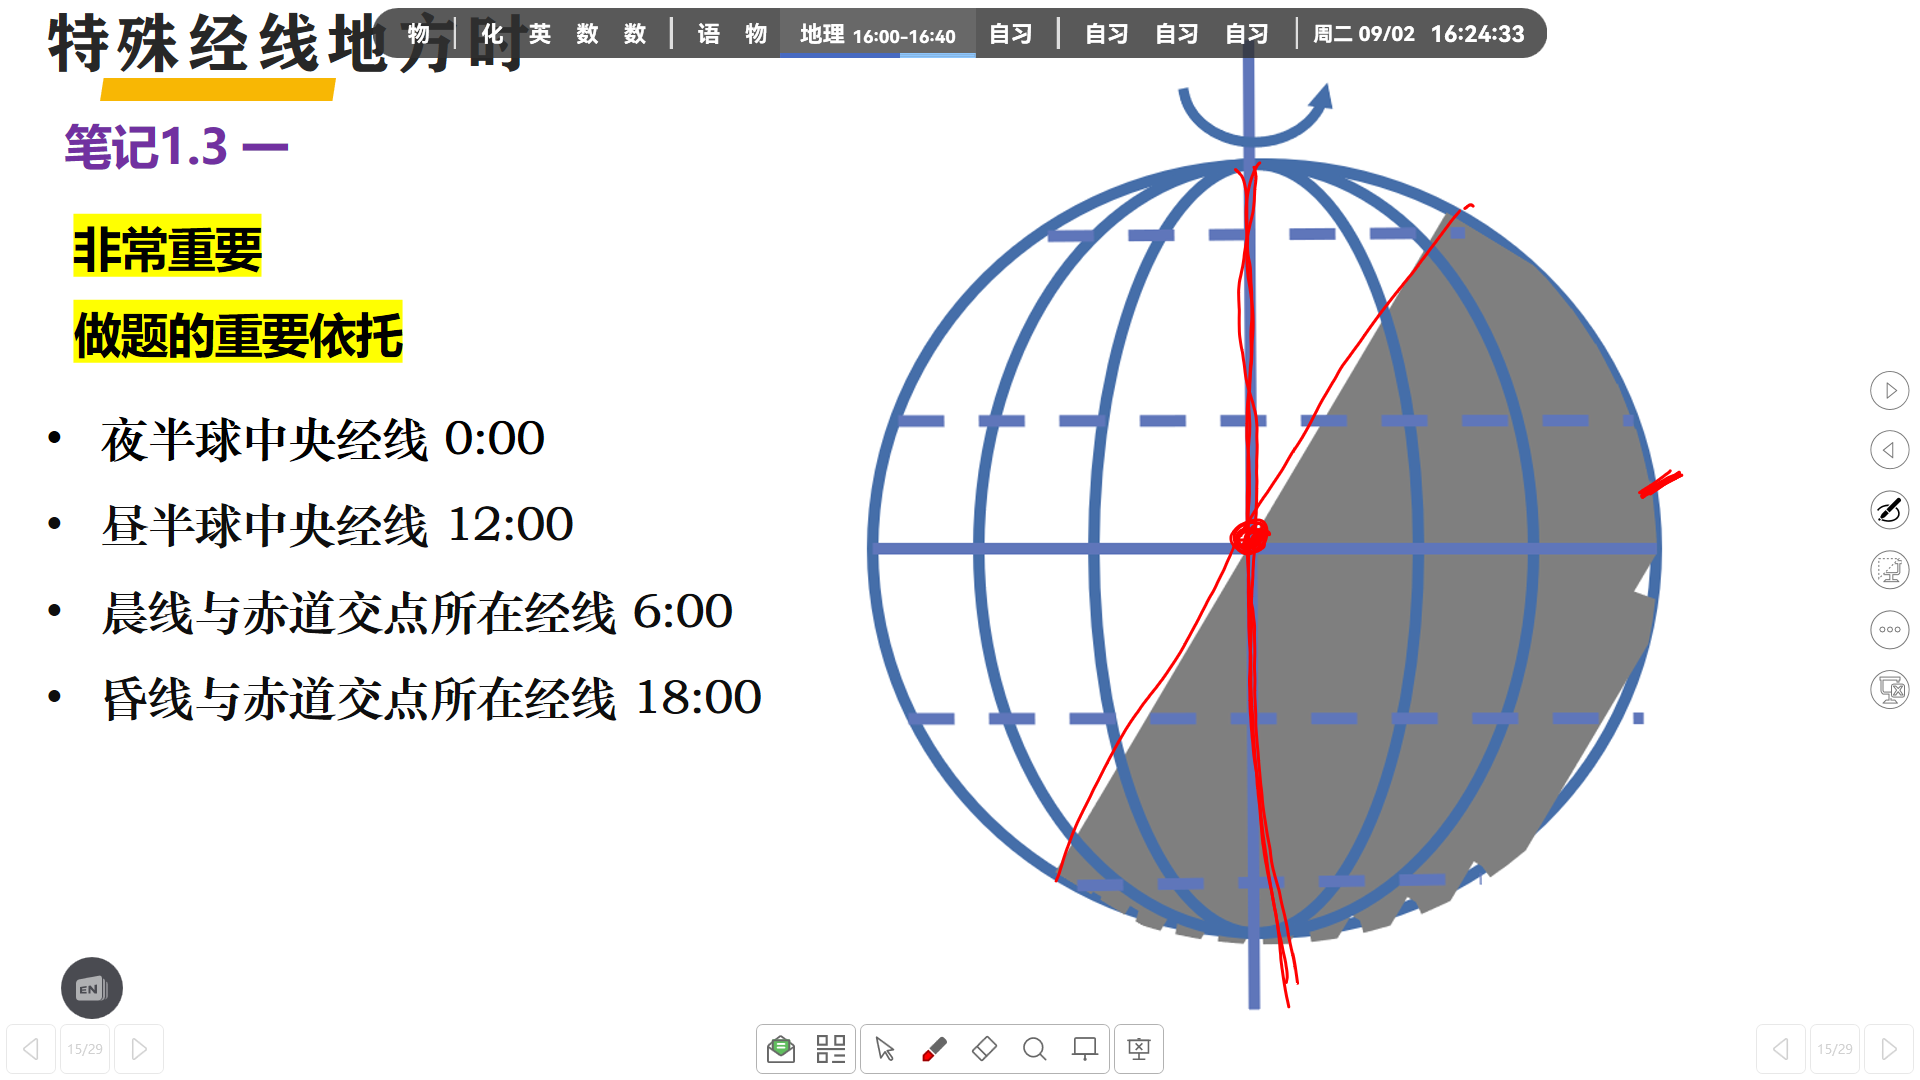 物 | 化 英 数 数 | 语 物 地理 16:00-16:40 自习 | 自习 自习 自习 | 周二 09/02 16:24:33
特殊经线地方时
笔记1.3 一
非常重要
做题的重要依托
• 夜半球中央经线 0:00
• 昼半球中央经线 12:00
• 晨线与赤道交点所在经线 6:00
• 昏线与赤道交点所在经线 18:00
EN
15/29
15/29